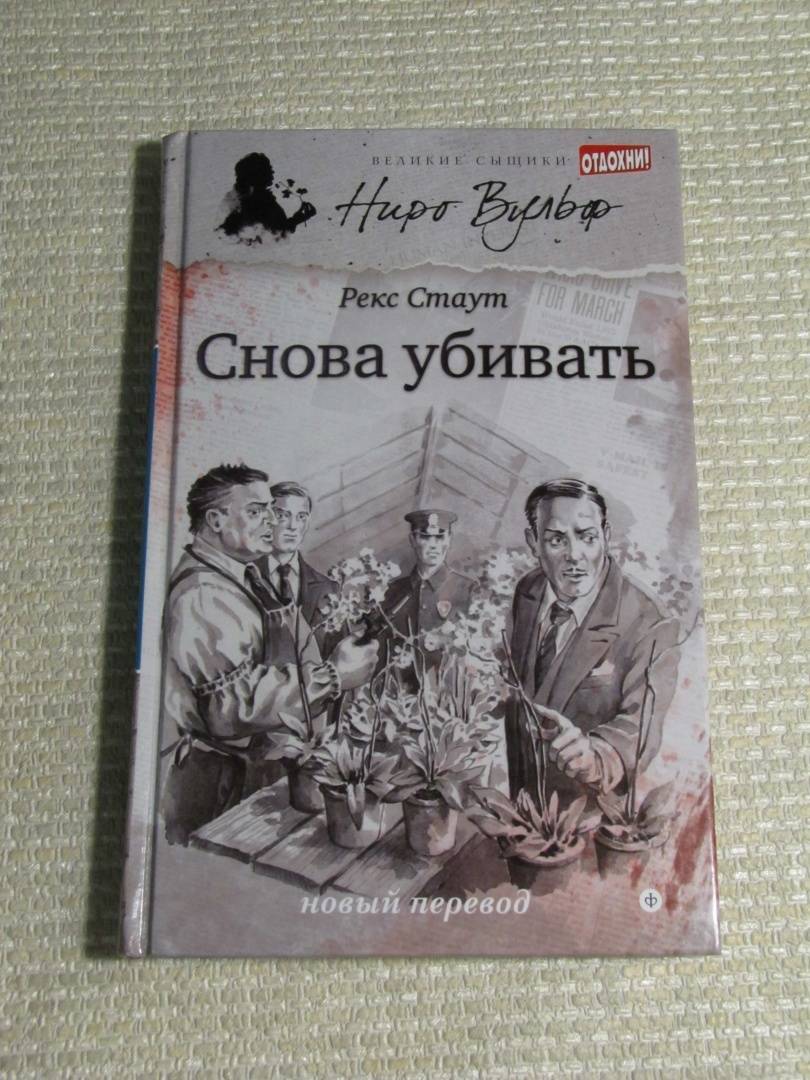 ВЕЛИКИЕ СЫЩИКИ
ОТДОХНИ!
Ниро Вульф
FOR MARCH
Рекс Стаут
Снова убивать
новый перевод
Ф